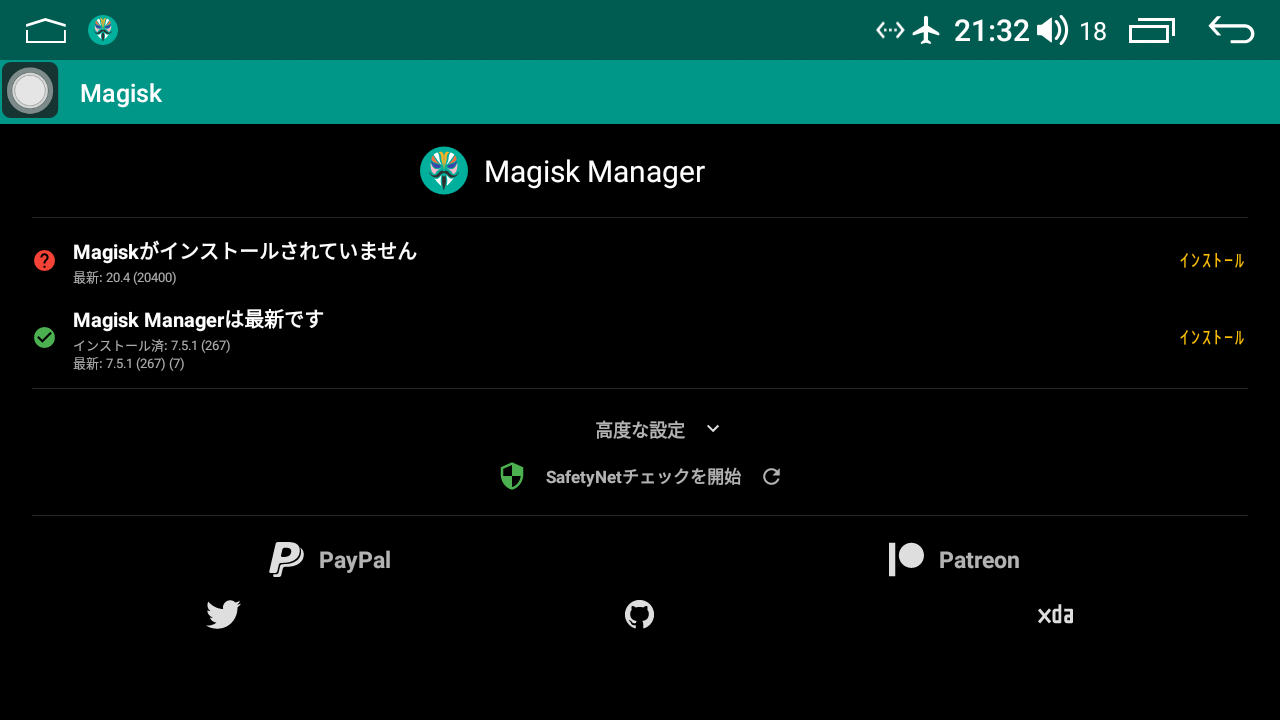 21:32 18
Magisk
Magisk Manager
Magiskがインストールされていません
最新: 20.4 (20400)
ｲﾝｽﾄｰﾙ
Magisk Managerは最新です
インストール済: 7.5.1 (267)
最新: 7.5.1 (267) (7)
ｲﾝｽﾄｰﾙ
高度な設定
SafetyNetチェックを開始
PayPal
Patreon
xda